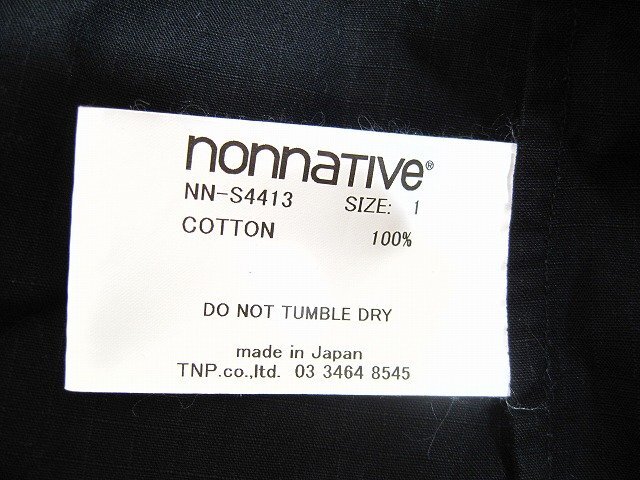 nonnative®
NN-S4413 SIZE: 1
COTTON 100%
DO NOT TUMBLE DRY
made in Japan
TNP.co,ltd. 03 3464 8545